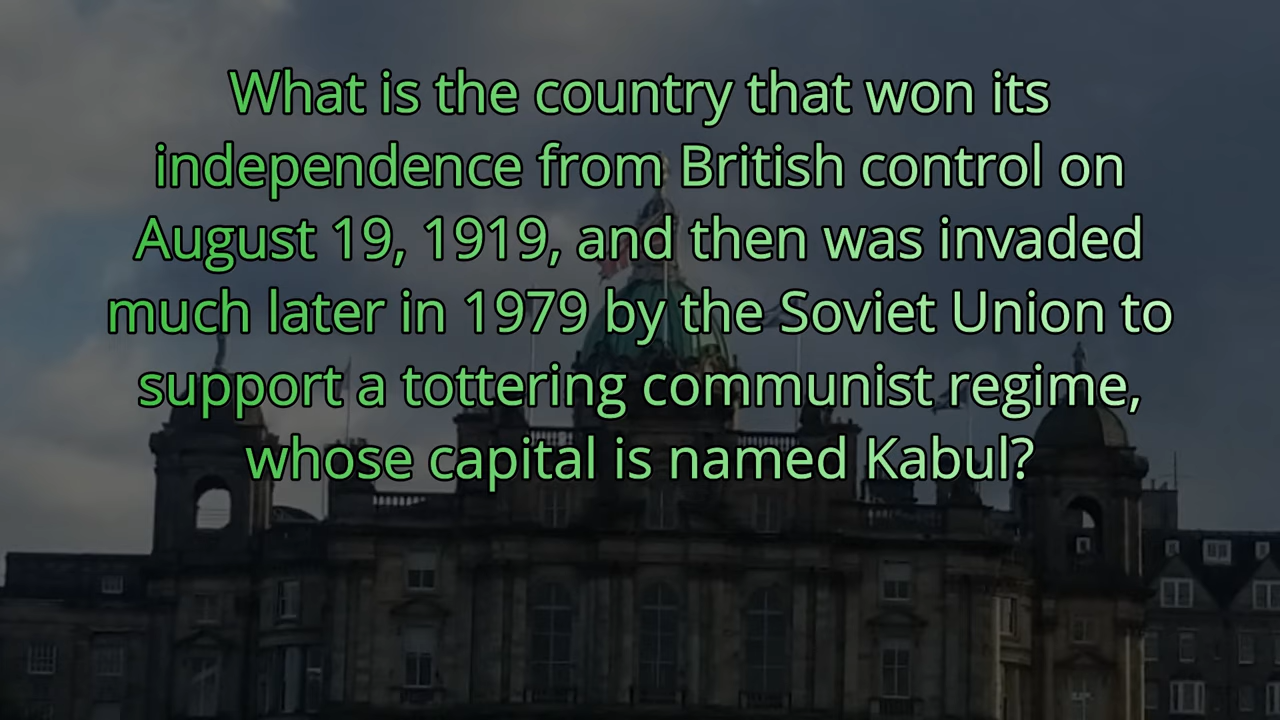 What is the country that won its
independence from British control on
August 19, 1919, and then was invaded
much later in 1979 by the Soviet Union to
support a tottering communist regime,
whose capital is named Kabul?